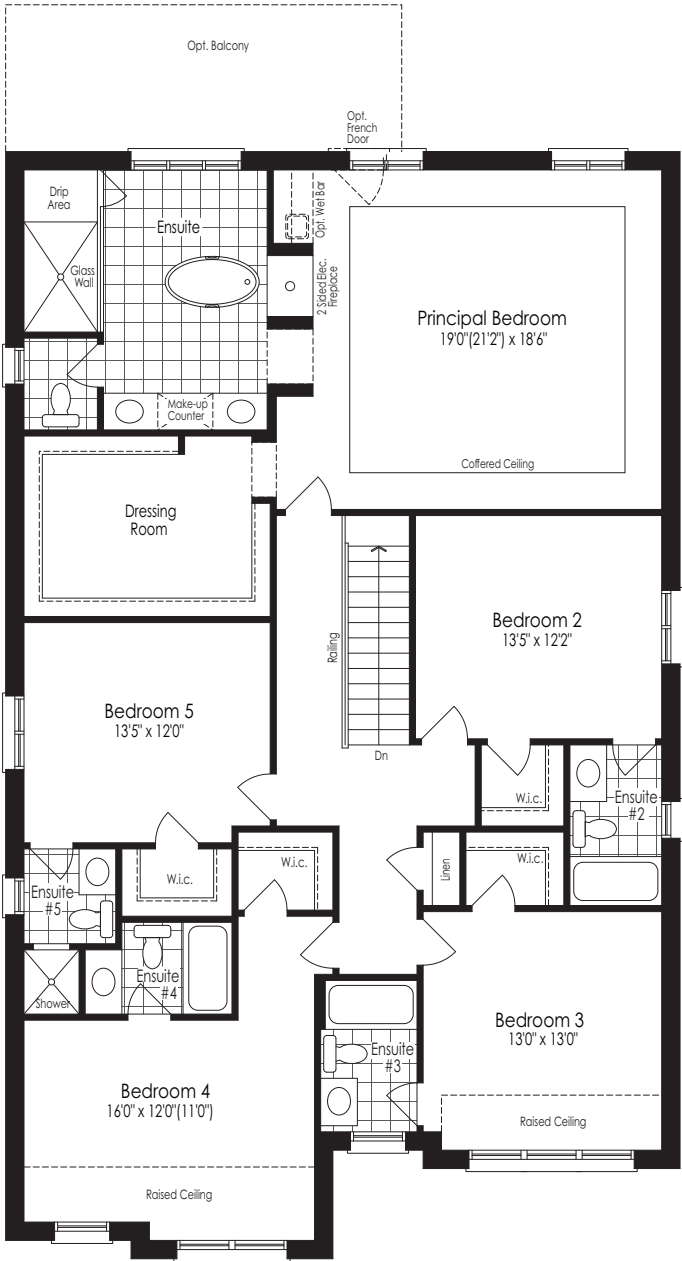 Opt. Balcony
Opt.
French
Door
Drip
Area
Ensuite
Opt. Wet Bar
Glass
Wall
2 Sided Elec.
Fireplace
Principal Bedroom
19'0"(21'2") x 18'6"
Make-up
Counter
Coffered Ceiling
Dressing
Room
Bedroom 2
13'5" x 12'2"
Railing
Bedroom 5
13'5" x 12'0"
Dn
W.i.c.
Ensuite
#2
W.i.c.
W.i.c.
Linen
W.i.c.
Ensuite
#5
Ensuite
#4
Shower
Bedroom 3
13'0" x 13'0"
Ensuite
#3
Bedroom 4
16'0" x 12'0"(11'0")
Raised Ceiling
Raised Ceiling